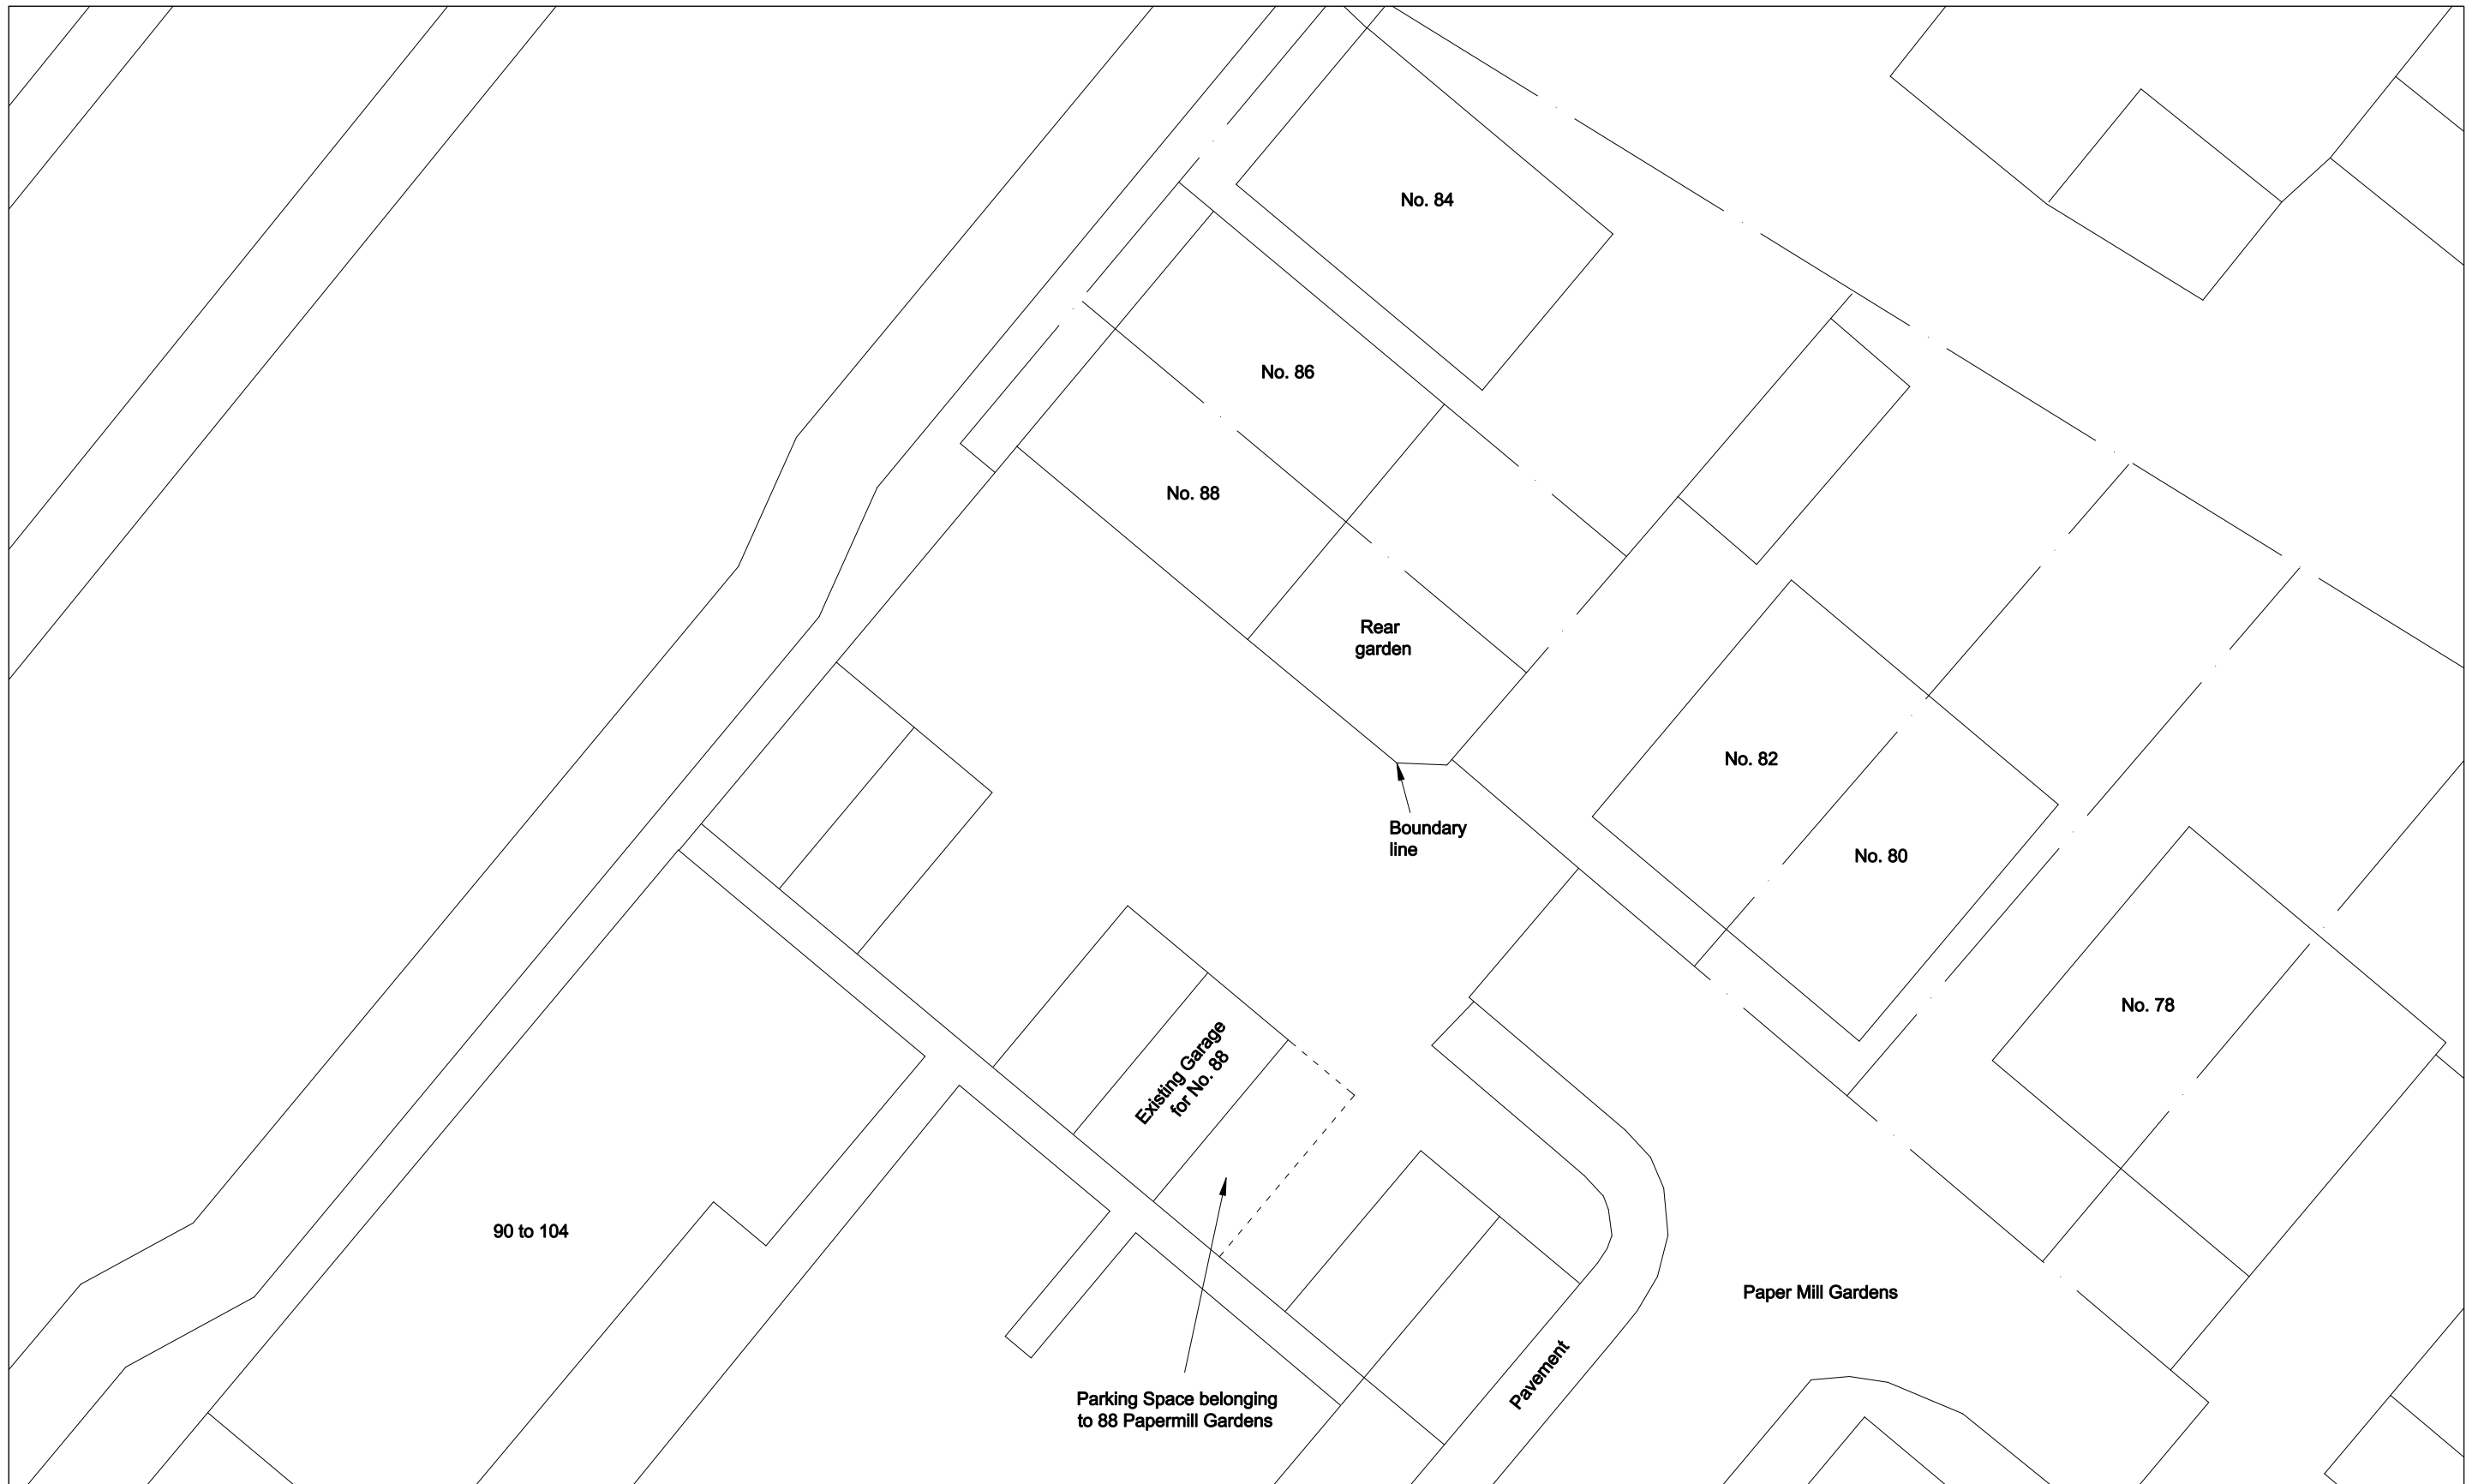 No. 84
No. 86
No. 88
Rear
garden
No. 82
Boundary
line
No. 80
No. 78
Existing Garage
for No. 88
90 to 104
Paper Mill Gardens
Pavement
Parking Space belonging
to 88 Papermill Gardens